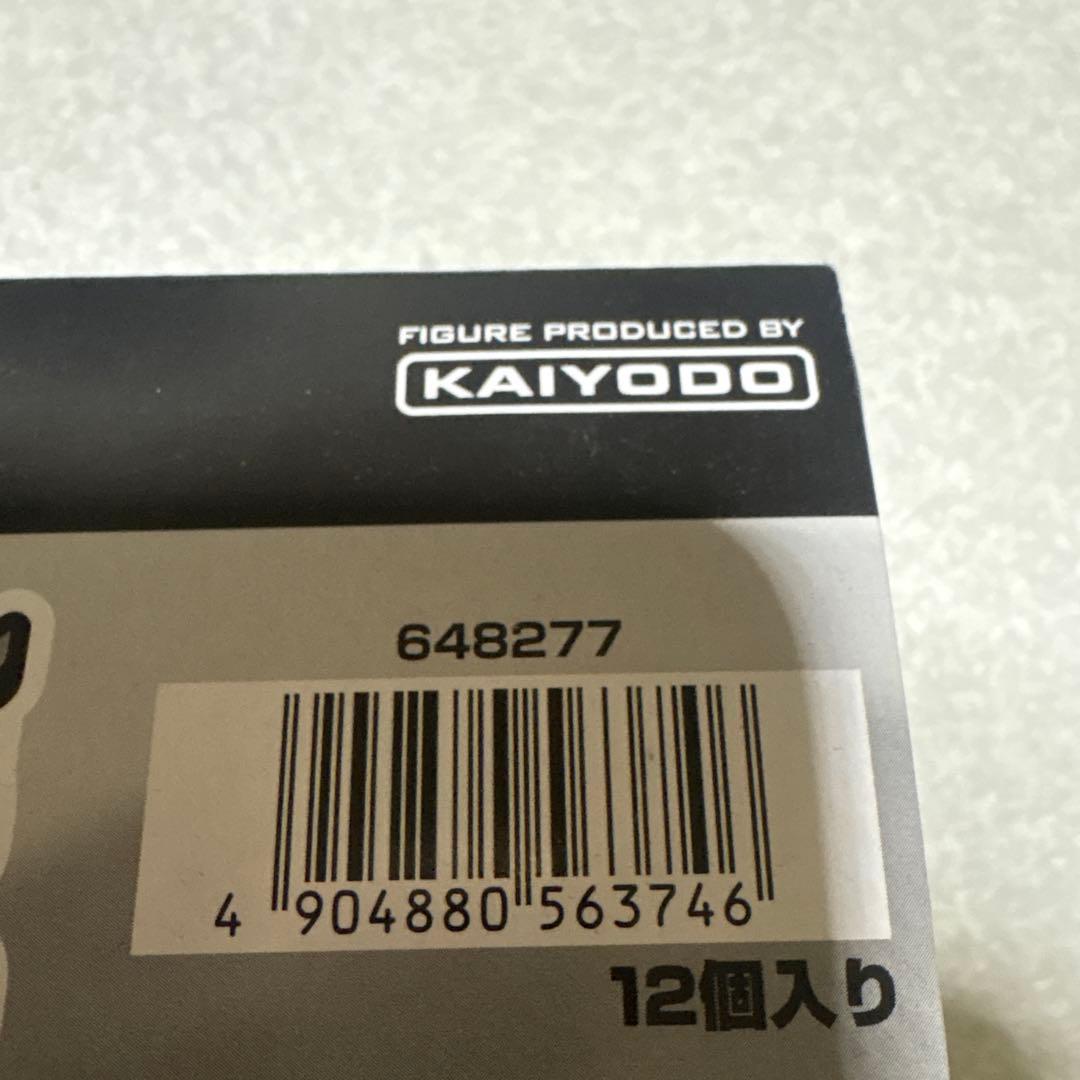 FIGURE PRODUCED BY
KAIYODO
648277
4 904880 563746
12個入り